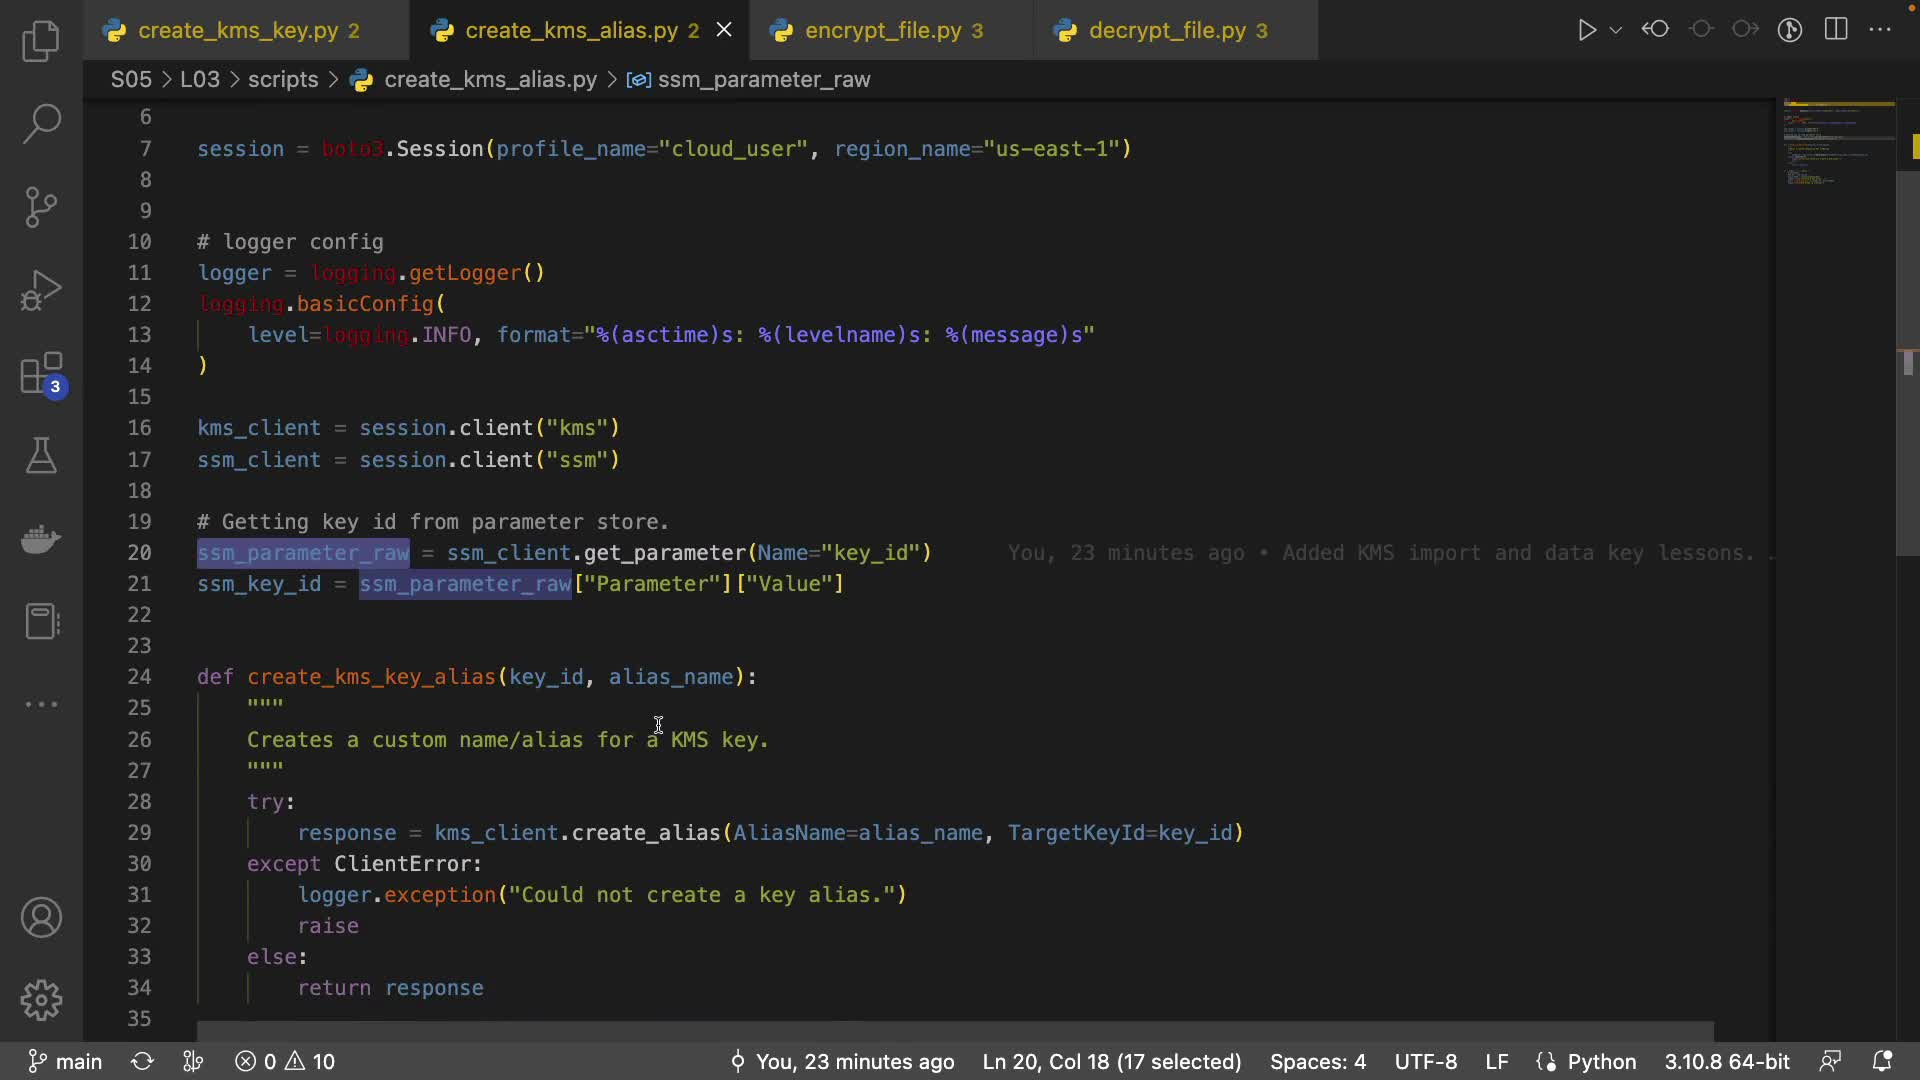 create_kms_key.py 2
create_kms_alias.py 2
encrypt_file.py 3
decrypt_file.py 3
S05 > L03 > scripts > create_kms_alias.py > ssm_parameter_raw
6
7 session = boto3.Session(profile_name="cloud_user", region_name="us-east-1")
8
9
10 # logger config
11 logger = logging.getLogger()
12 logging.basicConfig(
13     level=logging.INFO, format="%(asctime)s: %(levelname)s: %(message)s"
14 )
15
16 kms_client = session.client("kms")
17 ssm_client = session.client("ssm")
18
19 # Getting key id from parameter store.
20 ssm_parameter_raw = ssm_client.get_parameter(Name="key_id") You, 23 minutes ago • Added KMS import and data key lessons. .
21 ssm_key_id = ssm_parameter_raw["Parameter"]["Value"]
22
23
24 def create_kms_key_alias(key_id, alias_name):
25     """
26     Creates a custom name/alias for a KMS key.
27     """
28     try:
29         response = kms_client.create_alias(AliasName=alias_name, TargetKeyId=key_id)
30     except ClientError:
31         logger.exception("Could not create a key alias.")
32         raise
33     else:
34         return response
35
3
main 0 10 You, 23 minutes ago Ln 20, Col 18 (17 selected) Spaces: 4 UTF-8 LF Python 3.10.8 64-bit